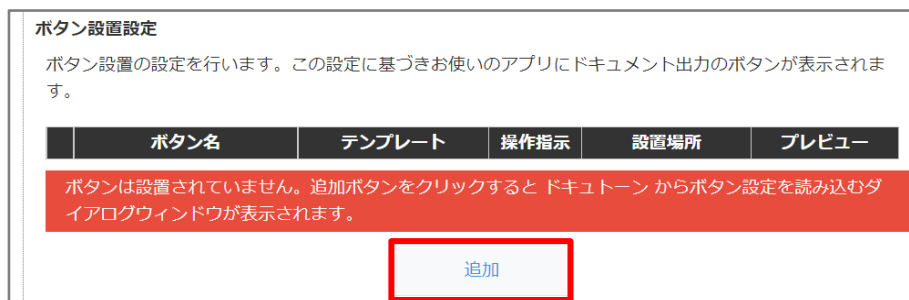 ボタン設置設定
ボタン設置の設定を行います。この設定に基づきお使いのアプリにドキュメント出力のボタンが表示されま
す。
ボタン名 テンプレート 操作指示 設置場所 プレビュー
ボタンは設置されていません。追加ボタンをクリックすると ドキュトーン からボタン設定を読み込むダ
イアログウィンドウが表示されます。
追加